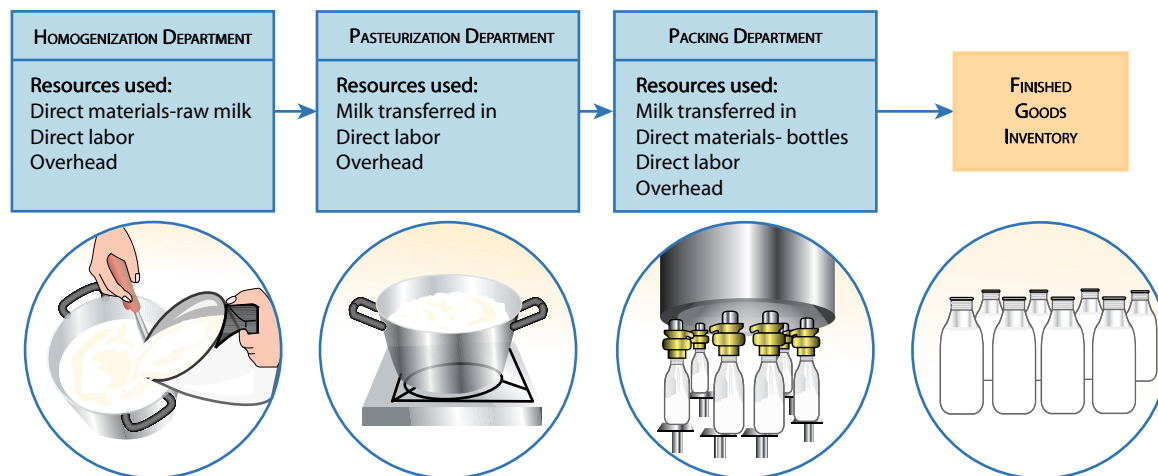 HOMOGENIZATION DEPARTMENT
Resources used:
Direct materials-raw milk
Direct labor
Overhead
PASTEURIZATION DEPARTMENT
Resources used:
Milk transferred in
Direct labor
Overhead
PACKING DEPARTMENT
Resources used:
Milk transferred in
Direct materials- bottles
Direct labor
Overhead
FINISHED
GOODS
INVENTORY